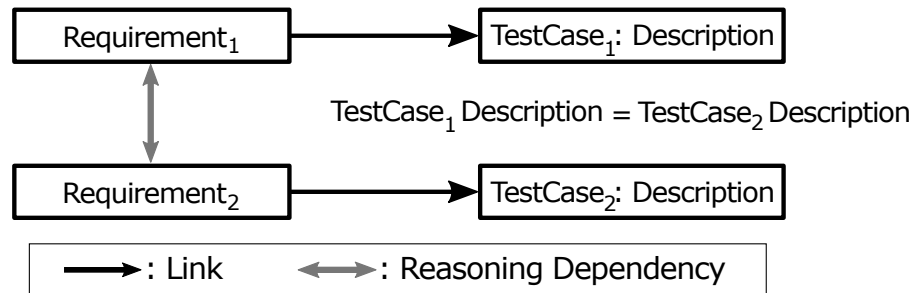 Requirement₁
TestCase₁: Description
TestCase₁ Description = TestCase₂ Description
Requirement₂
TestCase₂: Description
: Link
: Reasoning Dependency